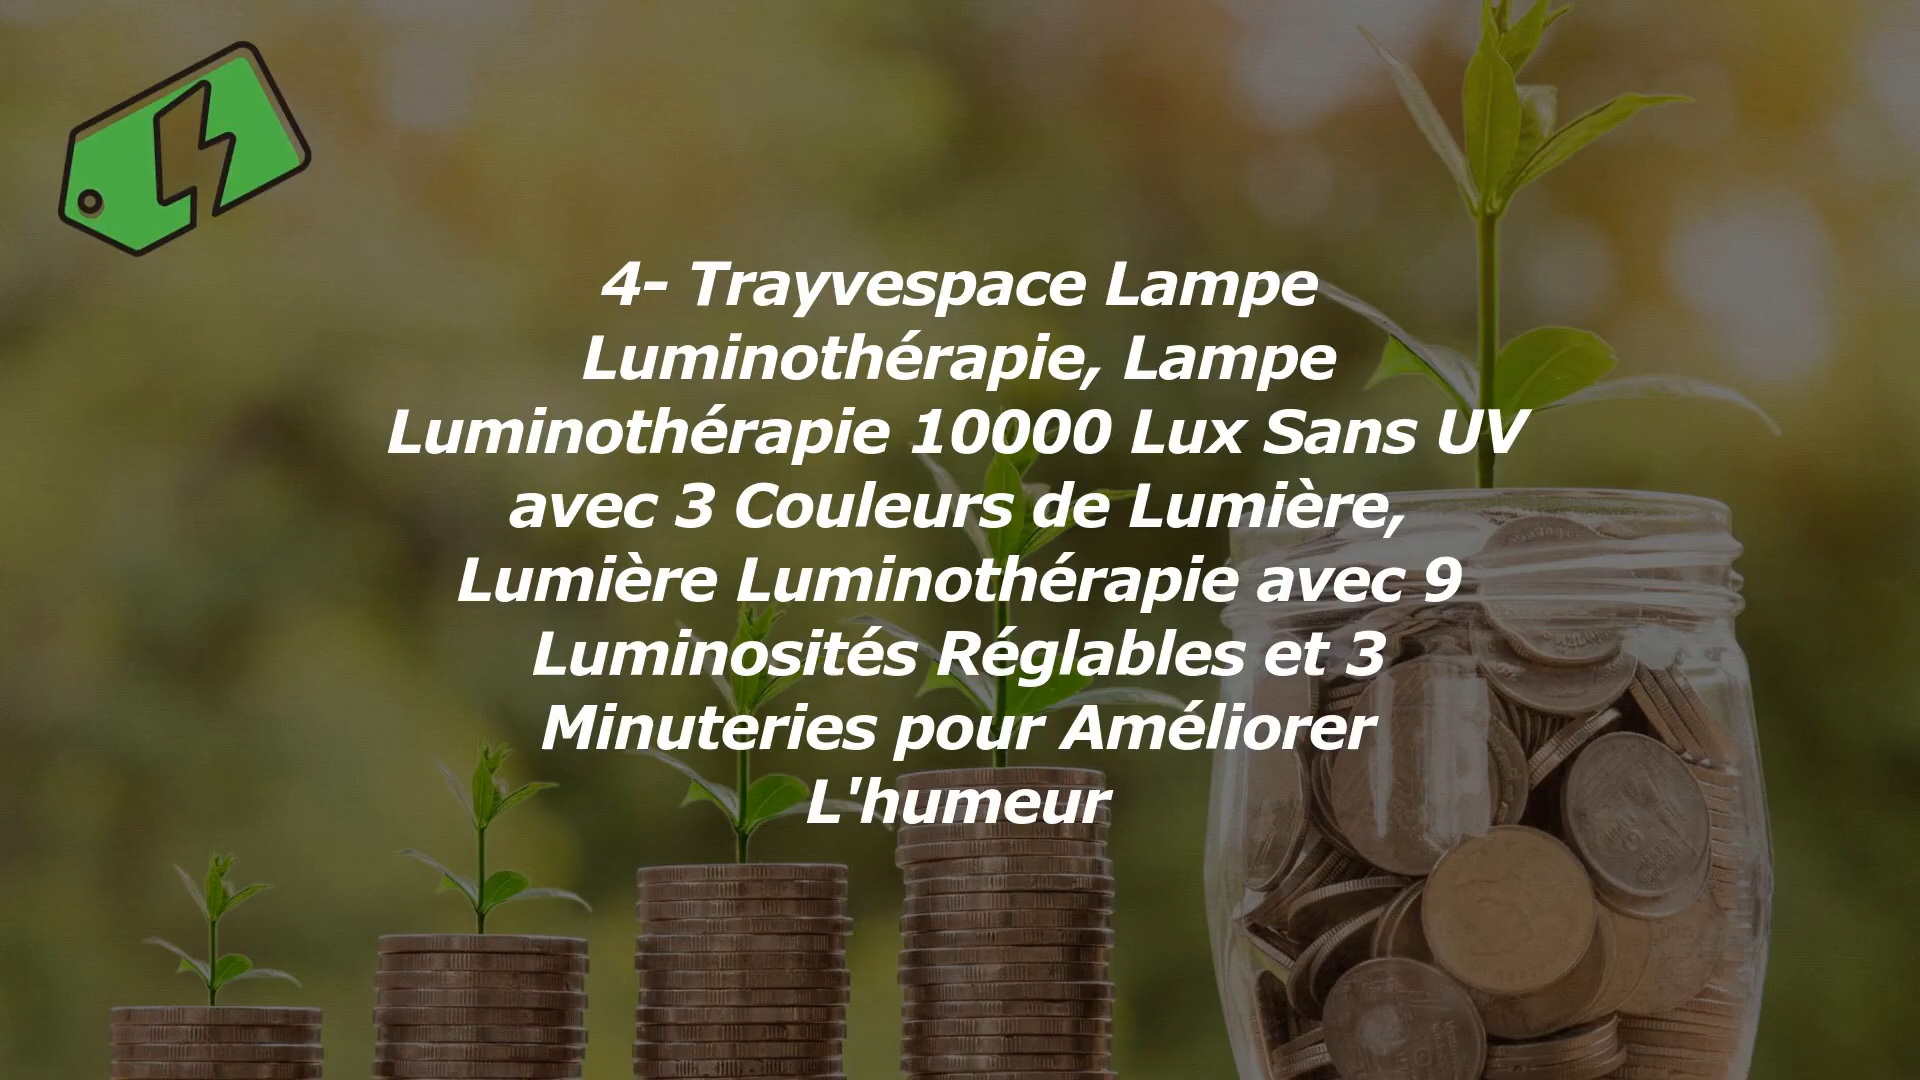 4- Trayvespace Lampe
Luminothérapie, Lampe
Luminothérapie 10000 Lux Sans UV
avec 3 Couleurs de Lumière,
Lumière Luminothérapie avec 9
Luminosités Réglables et 3
Minuteries pour Améliorer
L'humeur